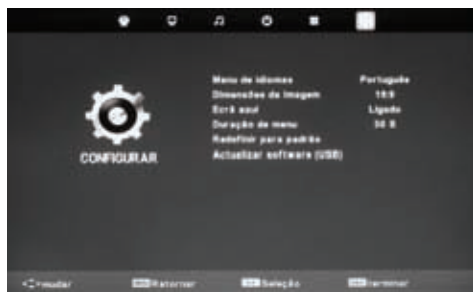 Menu de idiomas Português
Dimensões da imagem 16:9
Ecrã azul Ligado
Duração de menu 30 S
Redefinir para padrão
Actualizar software (USB)
CONFIGURAR
mudar Retornar Seleção terminar